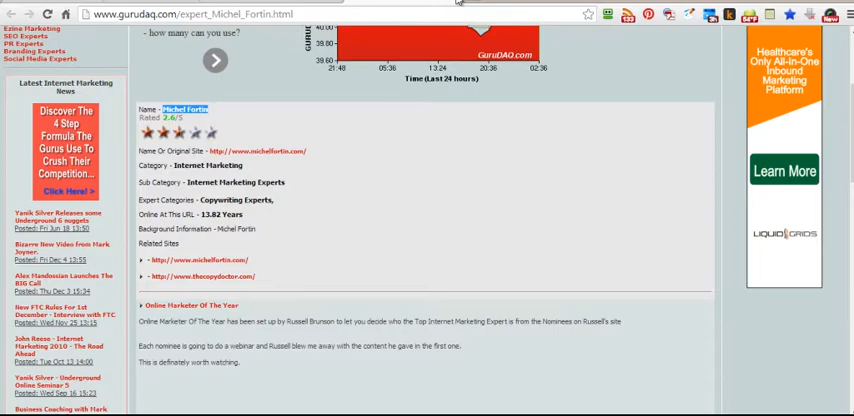 www.gurudaq.com/expert_Michel_Fortin.html
133
2h
54°F
New
Ezine Marketing
SEO Experts
PR Experts
Branding Experts
Social Media Experts
- how many can you use?
GURUD
40.00
39.60
GuruDAQ.com
21:48 05:36 13:24 20:36 02:36
Time (Last 24 hours)
Latest Internet Marketing
News
Discover The
4 Step
Formula The
Gurus Use To
Crush Their
Competition...
Click Here! >
Yanik Silver Releases some
Underground 6 nuggets
Posted: Fri Jun 18 13:50
Bizarre New Video from Mark
Joyner.
Posted: Fri Dec 4 13:55
Alex Mandossian Launches The
BIG Call
Posted: Thu Dec 3 15:34
New FTC Rules For 1st
December - Interview with FTC
Posted: Wed Nov 25 13:15
John Reese - Internet
Marketing 2010 - The Road
Ahead
Posted: Tue Oct 13 14:00
Yanik Silver - Underground
Online Seminar 5
Posted: Wed Sep 16 15:23
Business Coaching with Mark
Name - Michel Fortin
Rated 2.6/5
Name Or Original Site - http://www.michelfortin.com/
Category - Internet Marketing
Sub Category - Internet Marketing Experts
Expert Categories - Copywriting Experts,
Online At This URL - 13.82 Years
Background Information - Michel Fortin
Related Sites
- http://www.michelfortin.com/
- http://www.thecopydoctor.com/
Online Marketer Of The Year
Online Marketer Of The Year has been set up by Russell Brunson to let you decide who the Top Internet Marketing Expert is from the Nominees on Russell's site
Each nominee is going to do a webinar and Russell blew me away with the content he gave in the first one.
This is definately worth watching.
Healthcare's
Only All-in-One
Inbound
Marketing
Platform
Learn More
LIQUID GRIDS